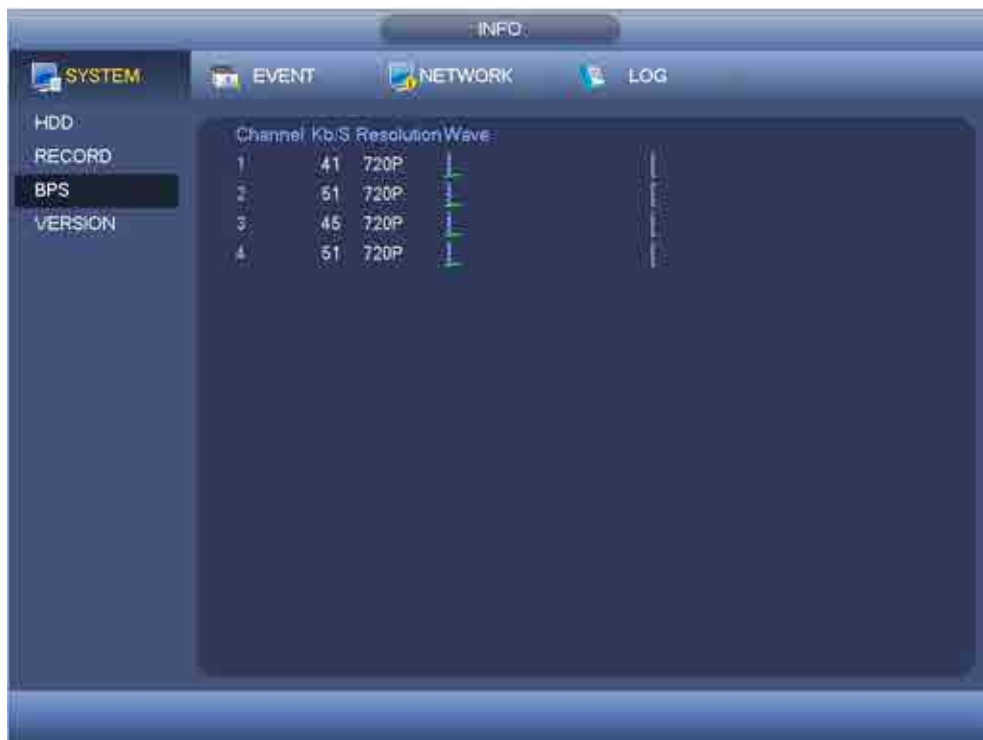 INFO
SYSTEM EVENT NETWORK LOG
HDD
RECORD
BPS
VERSION
Channel Kb/S Resolution Wave
1 41 720P
2 51 720P
3 45 720P
4 51 720P